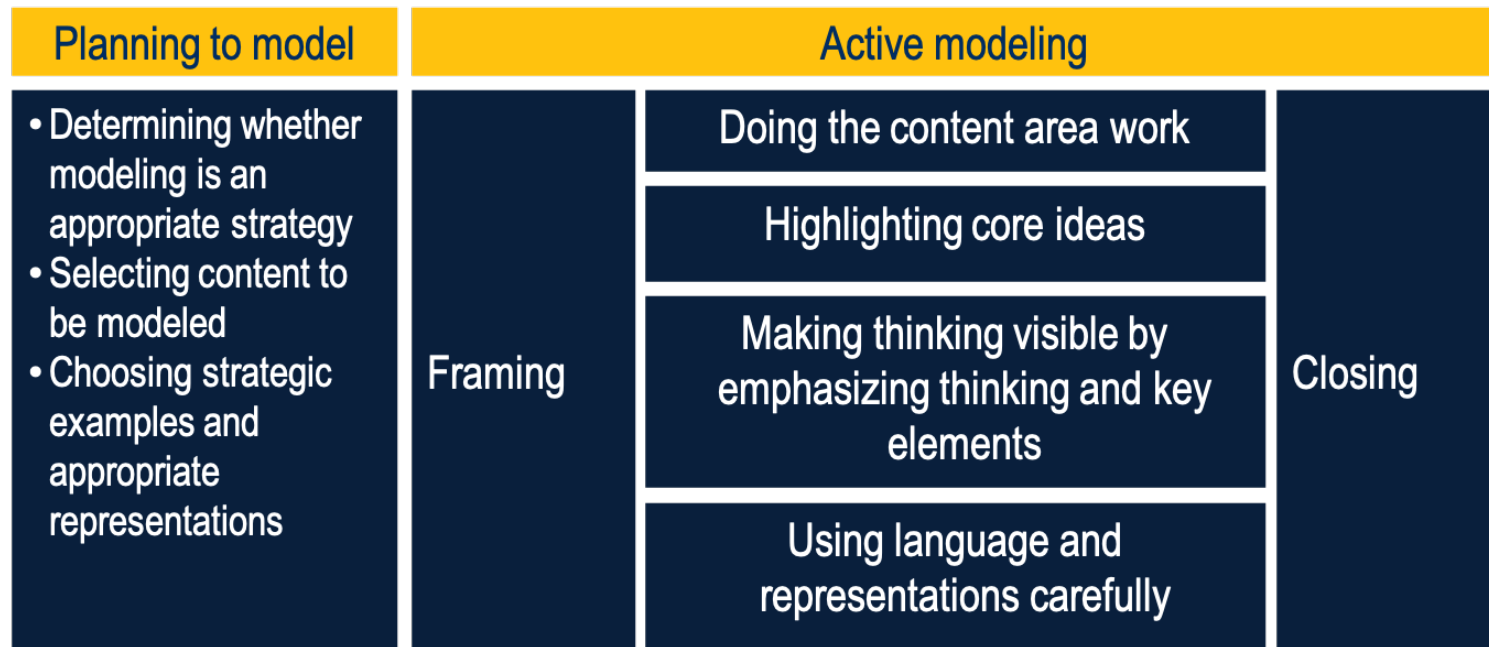 Planning to model
Active modeling
• Determining whether
modeling is an
appropriate strategy
• Selecting content to
be modeled
• Choosing strategic
examples and
appropriate
representations
Framing
Doing the content area work
Highlighting core ideas
Making thinking visible by
emphasizing thinking and key
elements
Using language and
representations carefully
Closing